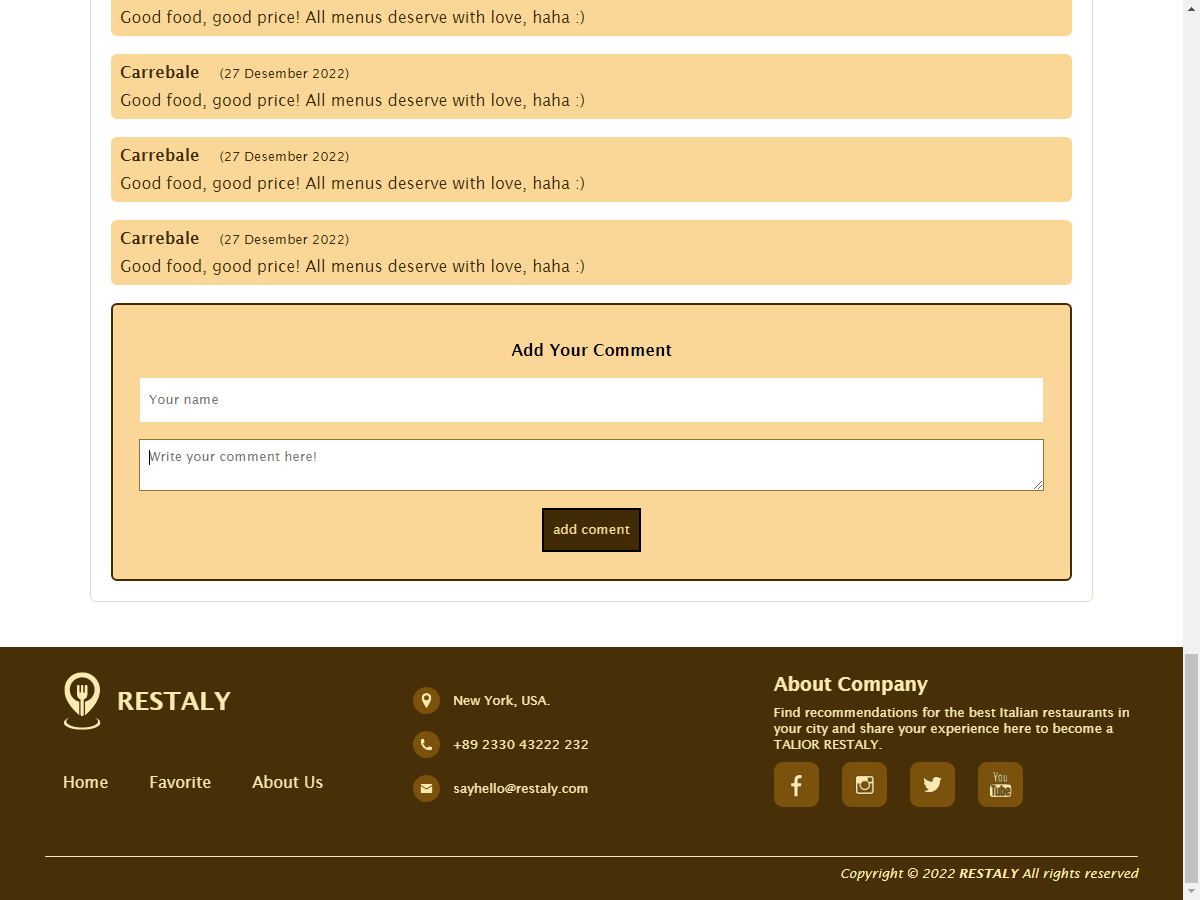 Good food, good price! All menus deserve with love, haha :)
Carrebale (27 Desember 2022)
Good food, good price! All menus deserve with love, haha :)
Carrebale (27 Desember 2022)
Good food, good price! All menus deserve with love, haha :)
Carrebale (27 Desember 2022)
Good food, good price! All menus deserve with love, haha :)
Add Your Comment
Your name
Write your comment here!
add coment
RESTALY
Home Favorite About Us
New York, USA.
+89 2330 43222 232
sayhello@restaly.com
About Company
Find recommendations for the best Italian restaurants in
your city and share your experience here to become a
TALIOR RESTALY.
You
Tube
Copyright © 2022 RESTALY All rights reserved